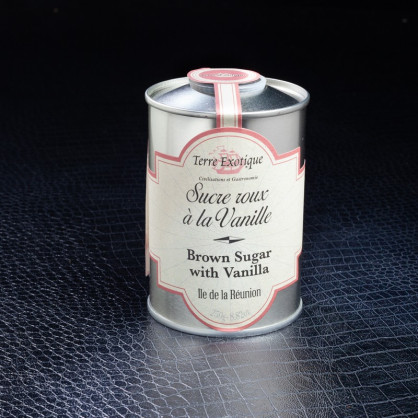 Terre Exotique
Civilisations et Gastronomie
Sucre roux
à la Vanille
Brown Sugar
with Vanilla
Ile de la Réunion